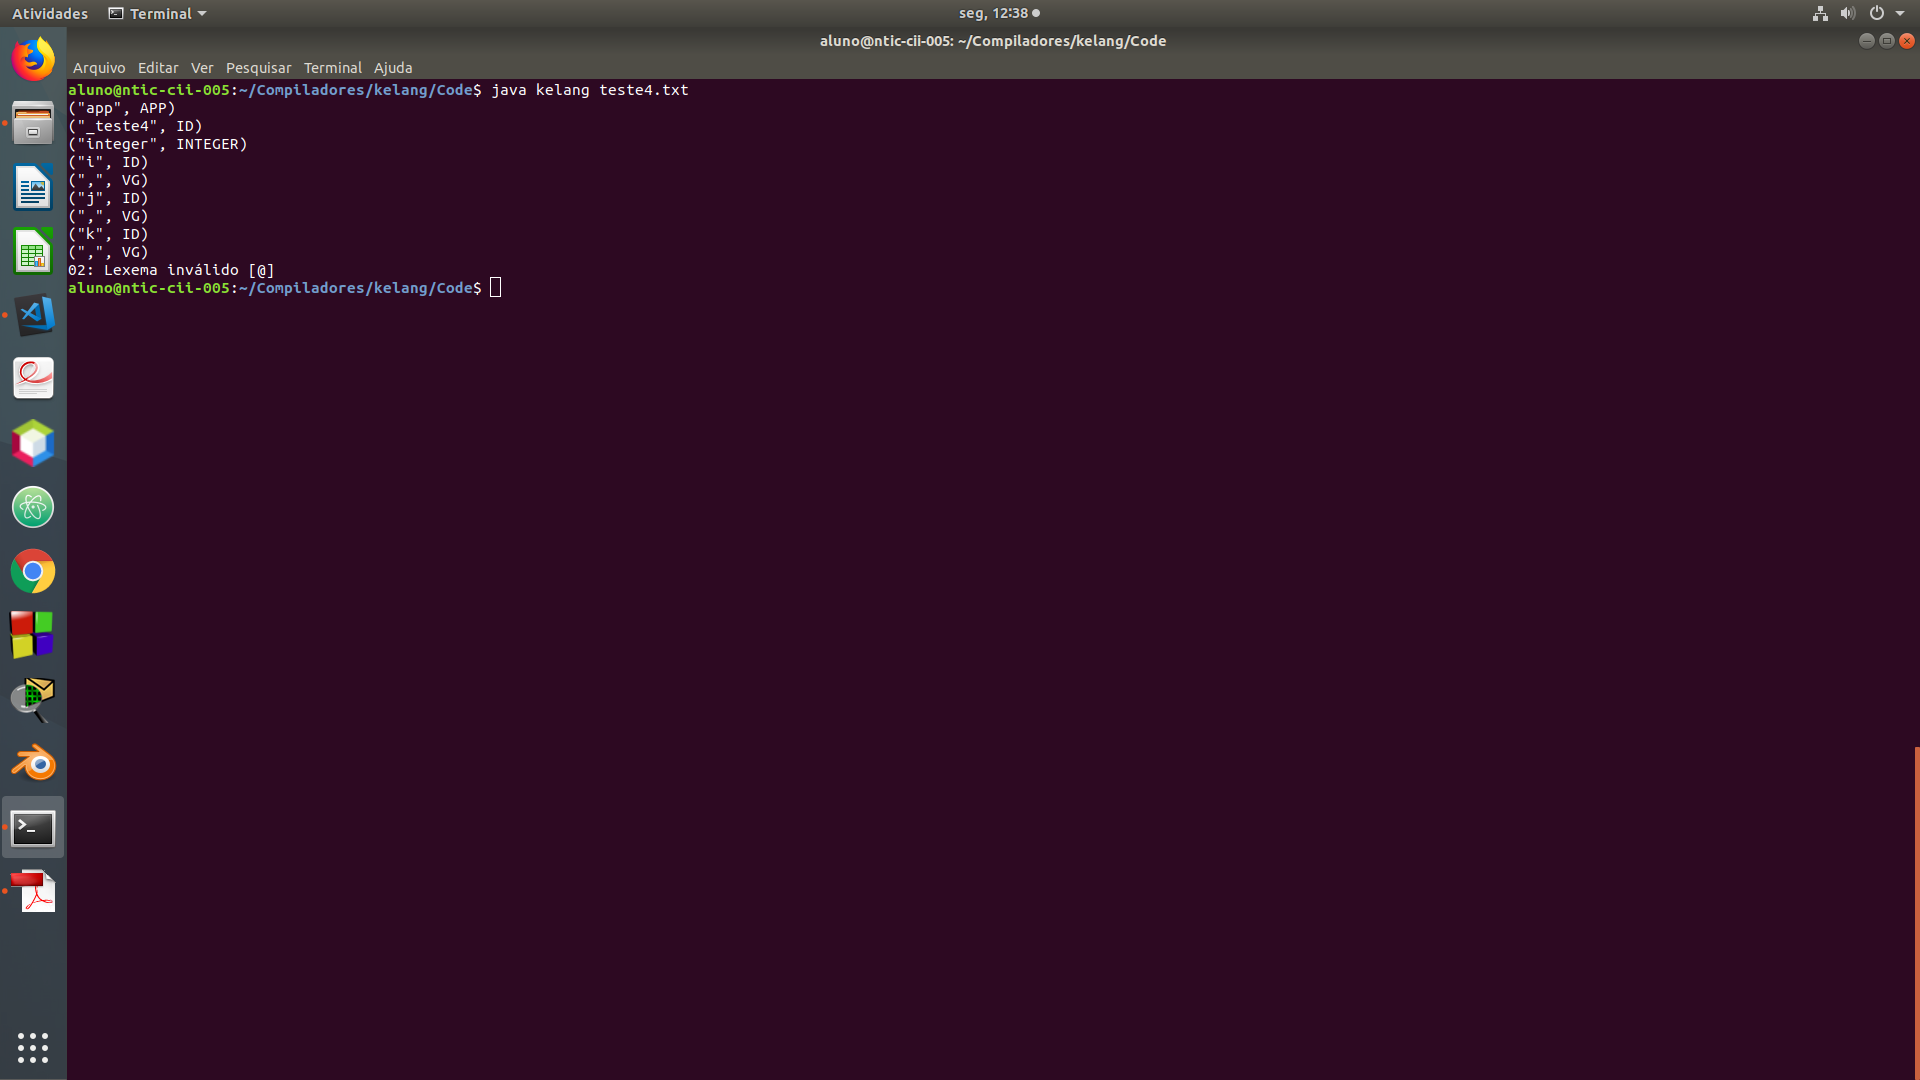 Atividades Terminal seg, 12:38
aluno@ntic-cii-005: ~/Compiladores/kelang/Code
Arquivo Editar Ver Pesquisar Terminal Ajuda
aluno@ntic-cii-005:~/Compiladores/kelang/Code$ java kelang teste4.txt
("app", APP)
("_teste4", ID)
("integer", INTEGER)
("i", ID)
(",", VG)
("j", ID)
(",", VG)
("k", ID)
(",", VG)
02: Lexema inválido [@]
aluno@ntic-cii-005:~/Compiladores/kelang/Code$